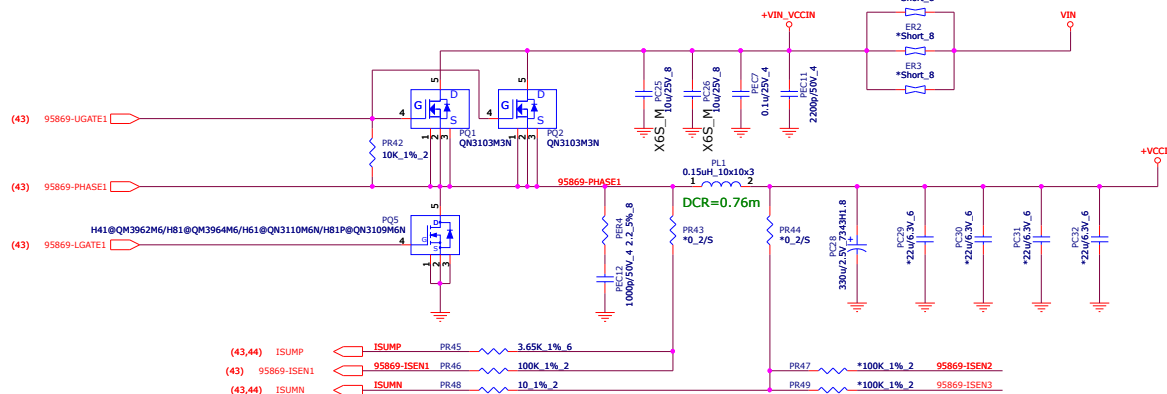 *Short_8
+VIN_VCCIN
VIN
ER2
*Short_8
ER3
*Short_8
5
D
G
S
4
1
2
3
PQ1
QN3103M3N
5
D
G
S
4
1
2
3
PQ2
QN3103M3N
PC25
10u/25V_8
X6S_M
PC26
10u/25V_8
X6S_M
PEC7
0.1u/25V_4
PEC11
2200p/50V_4
(43) 95869-UGATE1
PR42
10K_1%_2
(43) 95869-PHASE1
95869-PHASE1
PL1
0.15uH_10x10x3
1
2
DCR=0.76m
+VCCI
H41@QM3962M6/H81@QM3964M6/H61@QN3110M6N/H81P@QN3109M6N
PQ5
5
D
G
S
4
1
2
3
(43) 95869-LGATE1
PER4
2.2_5%_8
PEC12
1000p/50V_4
PR43
*0_2/S
PR44
*0_2/S
+
PC28
330u/2.5V_7343H1.8
PC29
*22u/6.3V_6
PC30
*22u/6.3V_6
PC31
*22u/6.3V_6
PC32
*22u/6.3V_6
(43,44) ISUMP
ISUMP
PR45
3.65K_1%_6
(43) 95869-ISEN1
95869-ISEN1
PR46
100K_1%_2
PR47
*100K_1%_2
95869-ISEN2
(43,44) ISUMN
ISUMN
PR48
10_1%_2
PR49
*100K_1%_2
95869-ISEN3